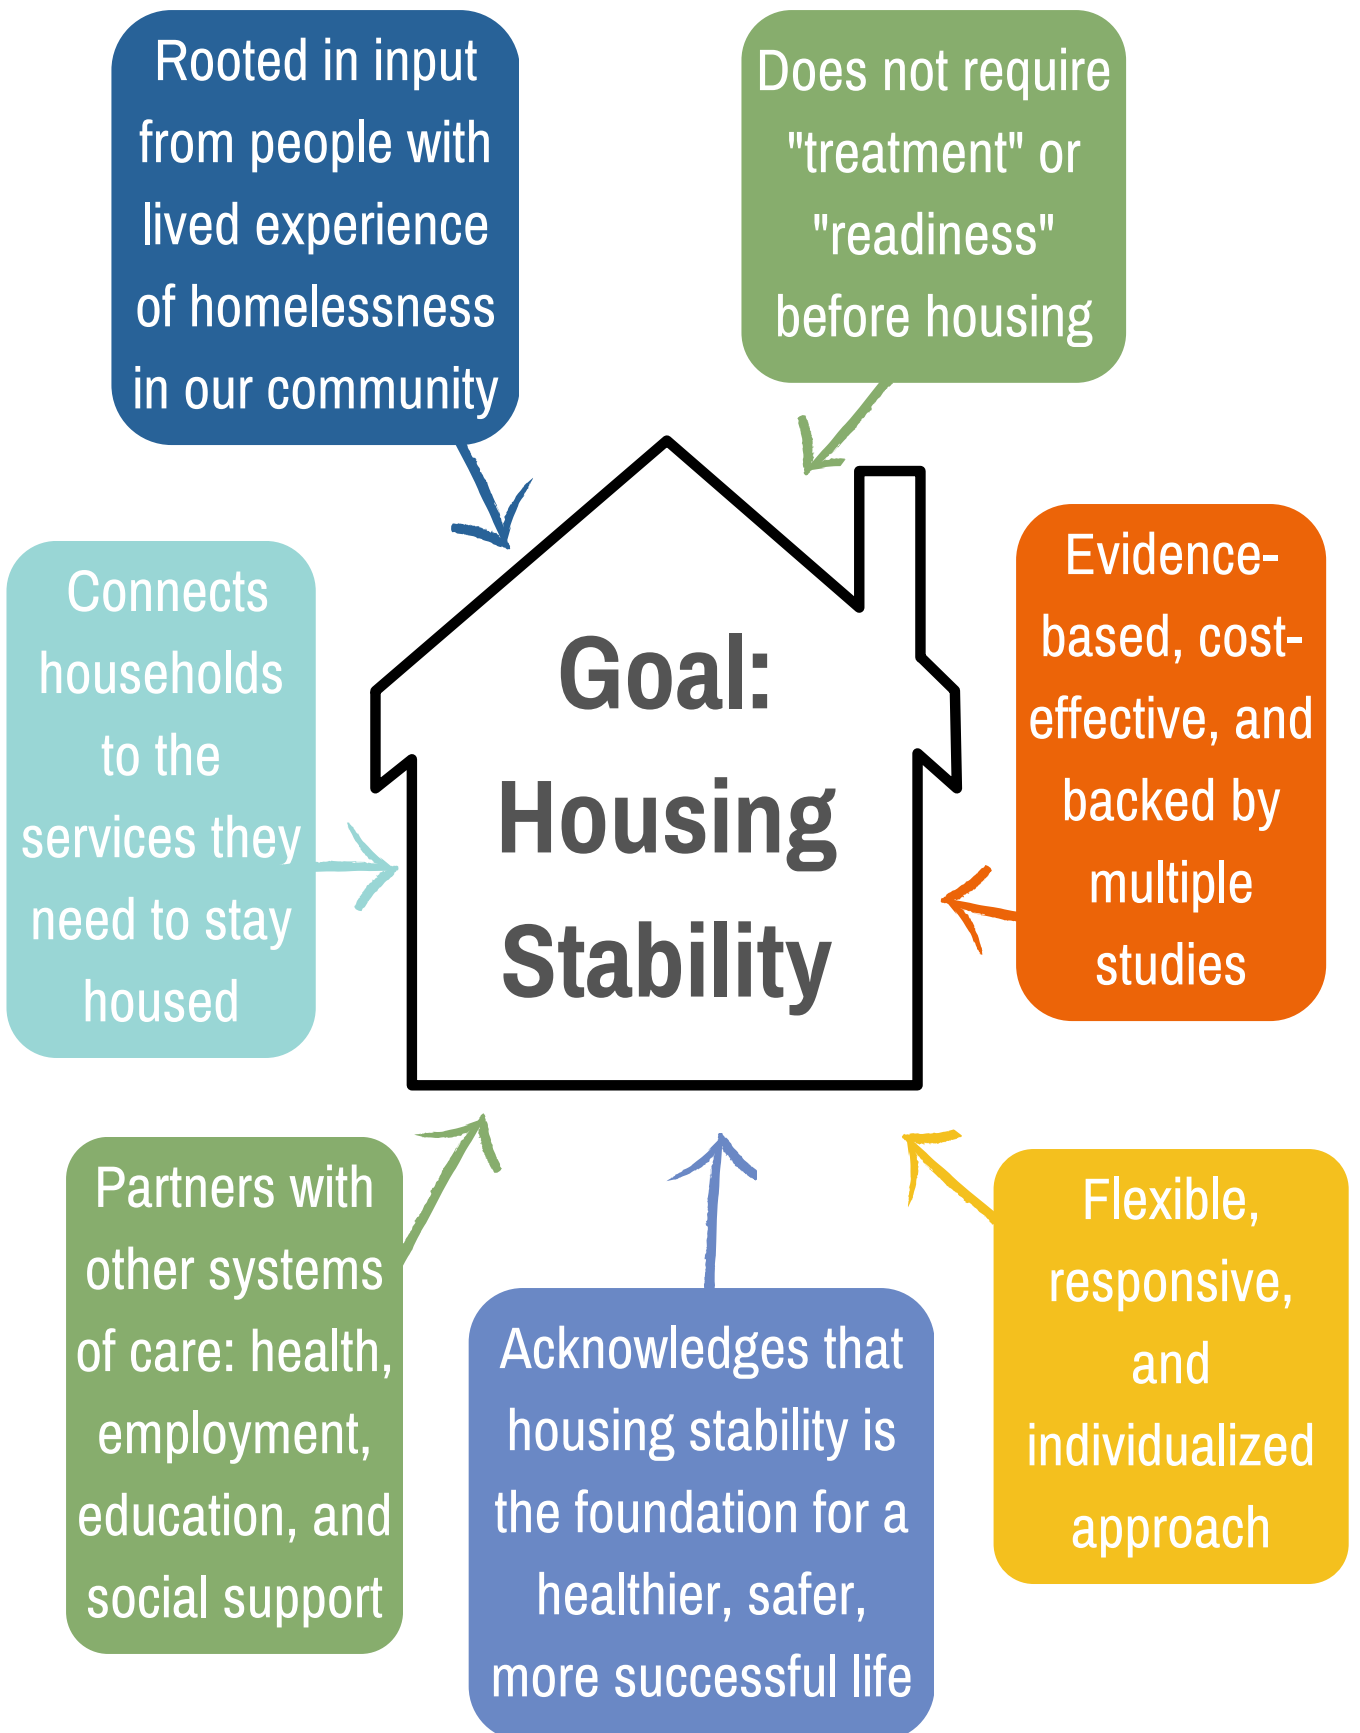 Rooted in input
from people with
lived experience
of homelessness
in our community
Does not require
"treatment" or
"readiness"
before housing
Connects
households
to the
services they
need to stay
housed
Goal:
Housing
Stability
Evidence-
based, cost-
effective, and
backed by
multiple
studies
Partners with
other systems
of care: health,
employment,
education, and
social support
Acknowledges that
housing stability is
the foundation for a
healthier, safer,
more successful life
Flexible,
responsive,
and
individualized
approach